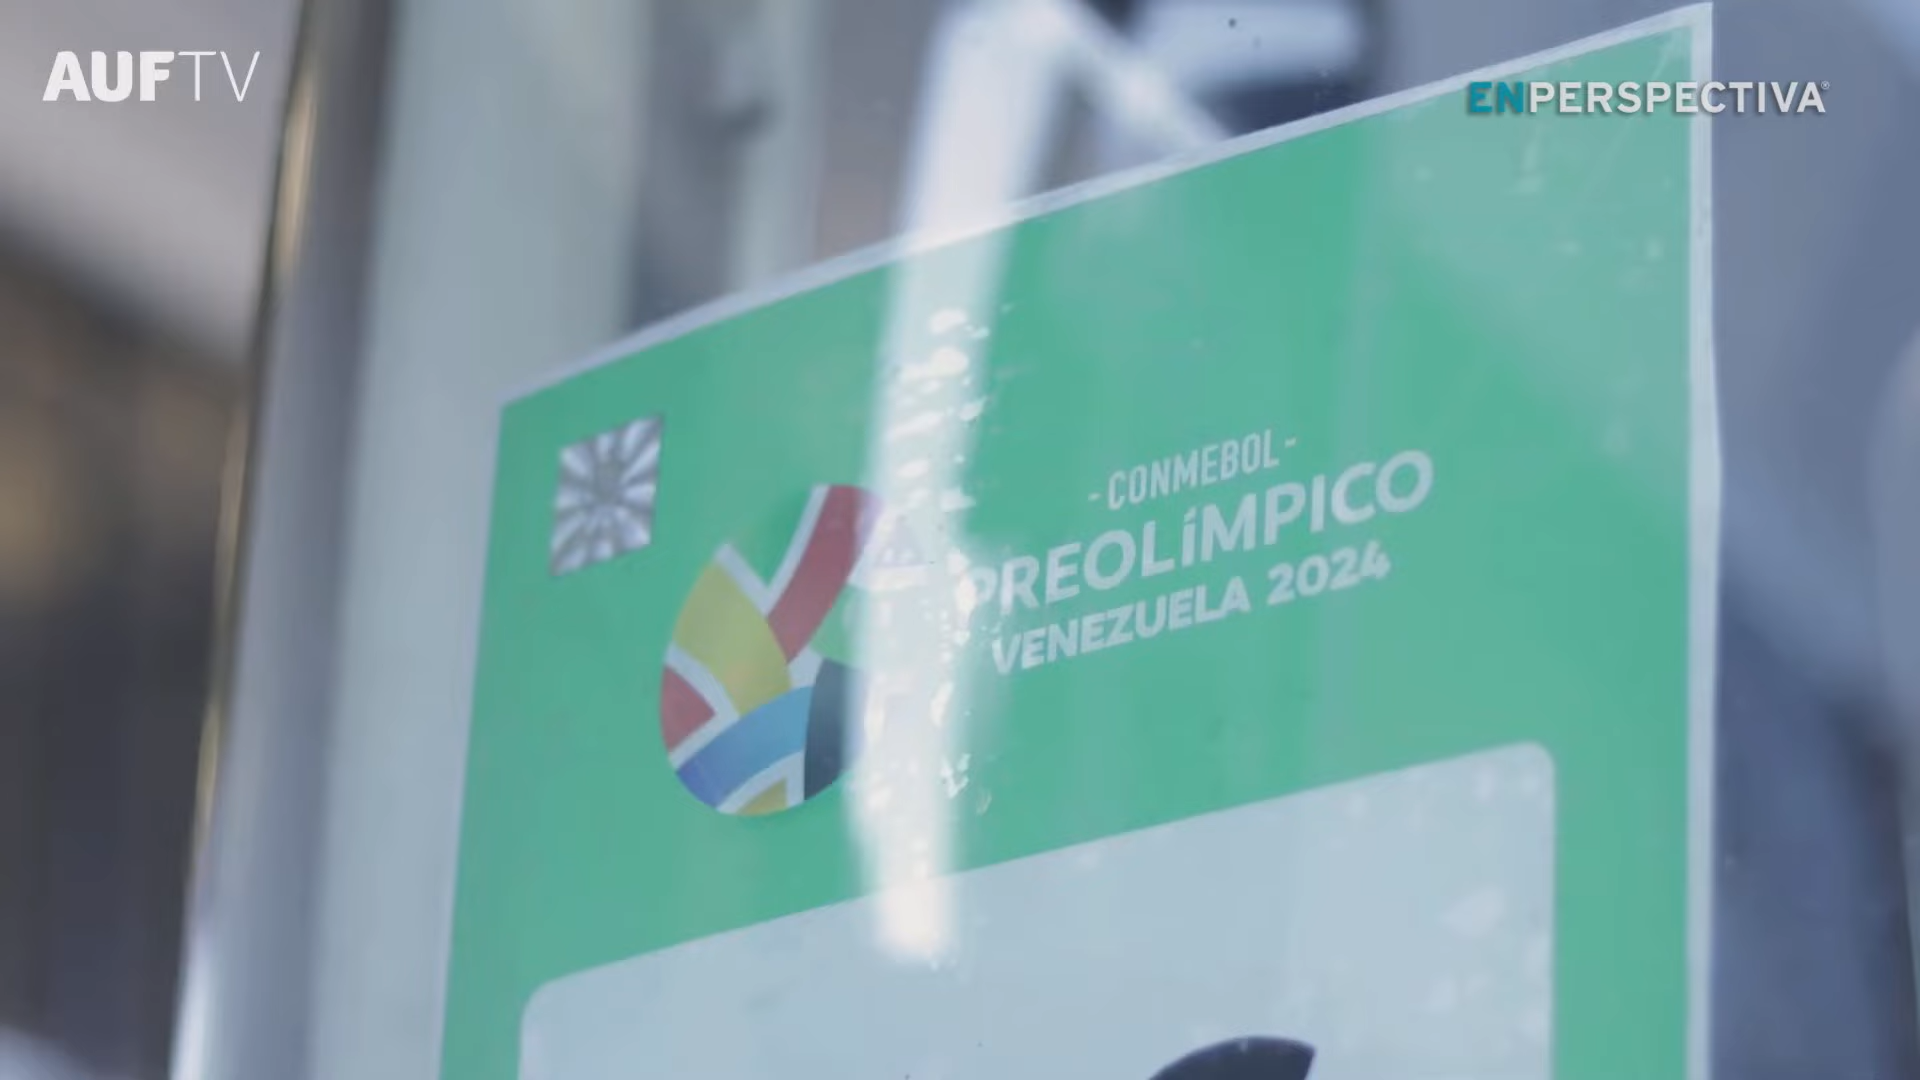 AUFTV
ENPERSPECTIVA®
-CONMEBOL-
PREOLÍMPICO
VENEZUELA 2024